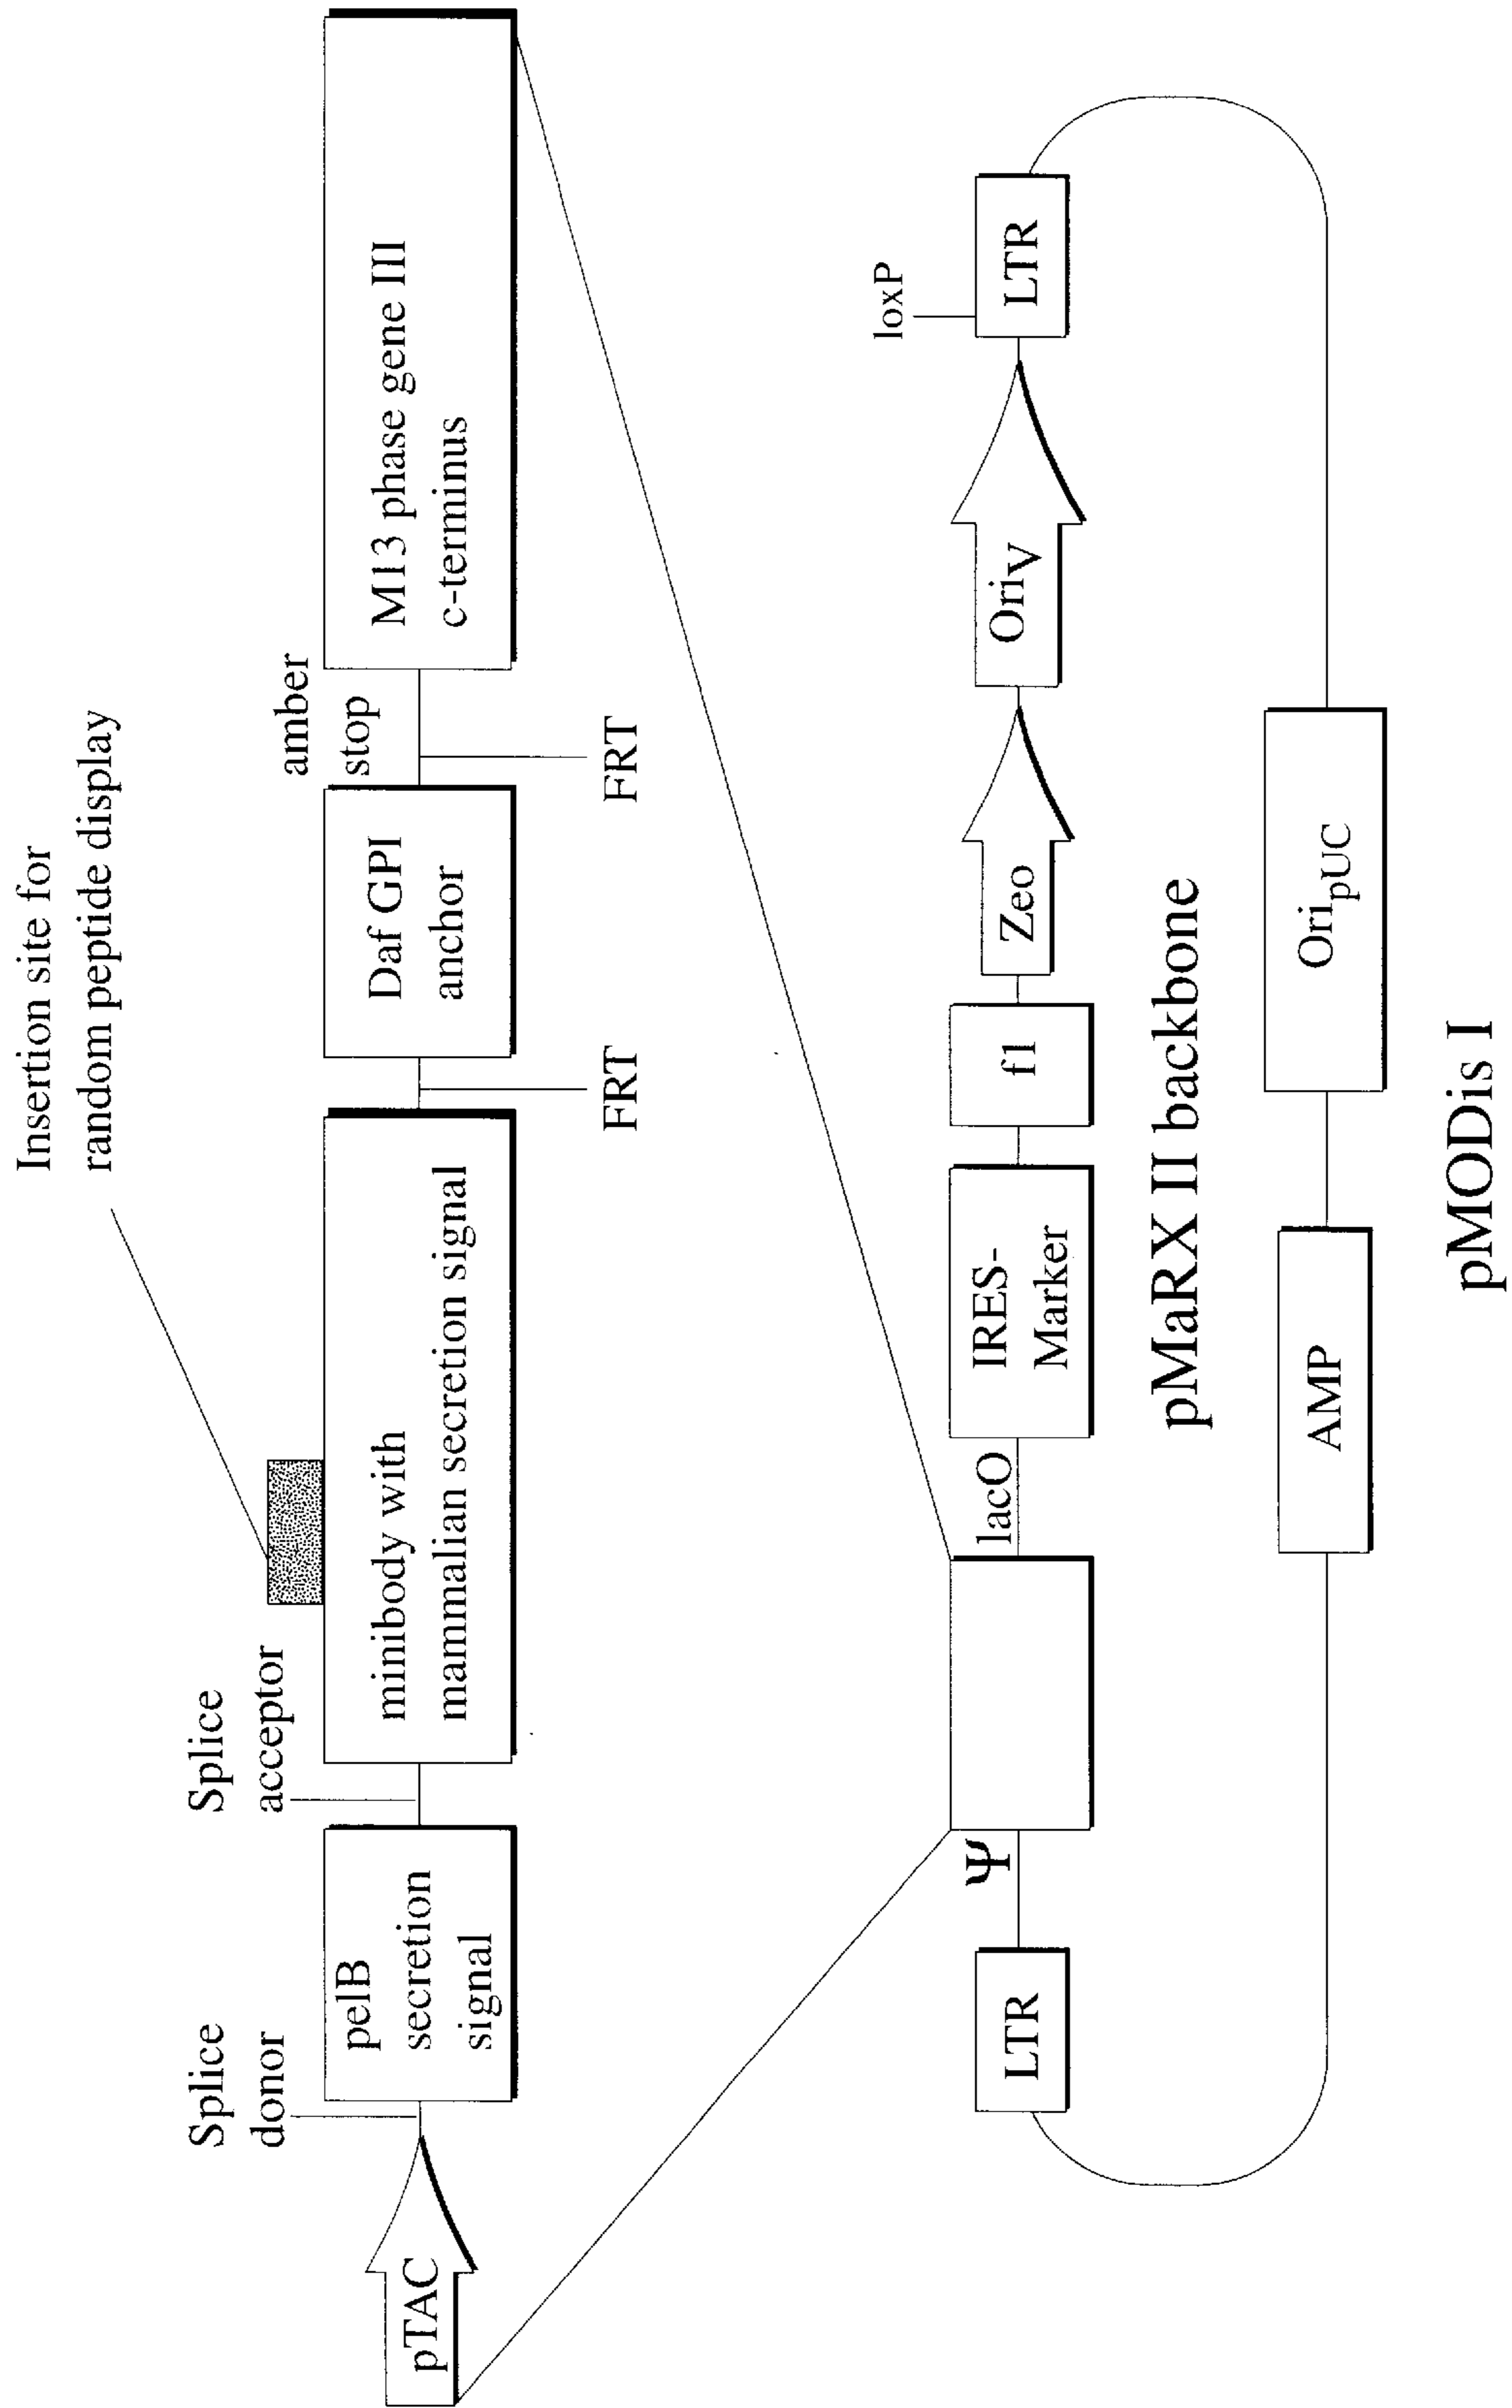 Insertion site for
random peptide display
Splice
donor
Splice
acceptor
amber
stop
pTAC
pelB
secretion
signal
minibody with
mammalian secretion signal
Daf GPI
anchor
M13 phase gene III
c-terminus
FRT
FRT
loxP
LTR
Ψ
lacO
IRES-
Marker
f1
Zeo
OriV
LTR
pMaRX II backbone
AMP
OripUC
pMODis I